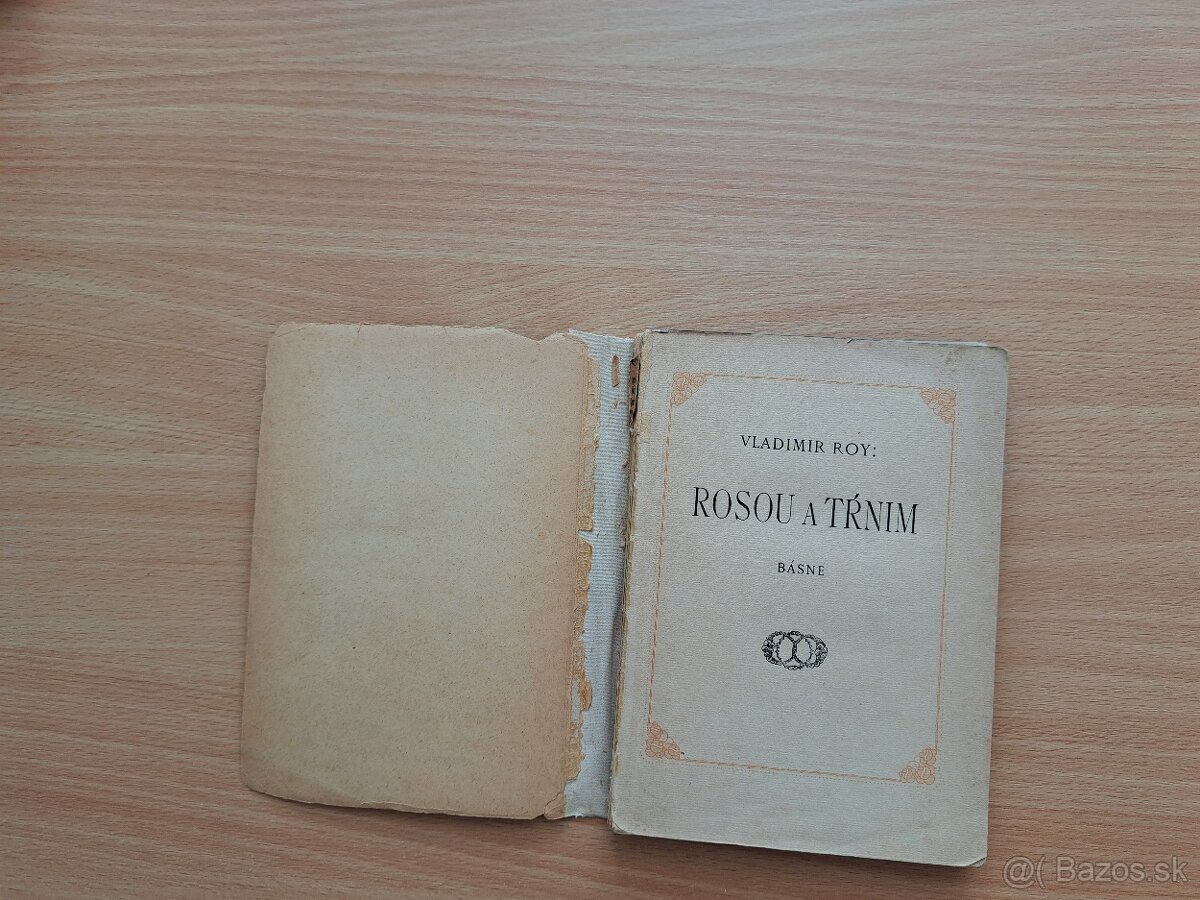 VLADIMIR ROY:
ROSOU A TŔNIM
BÁSNE
@( Bazos.sk